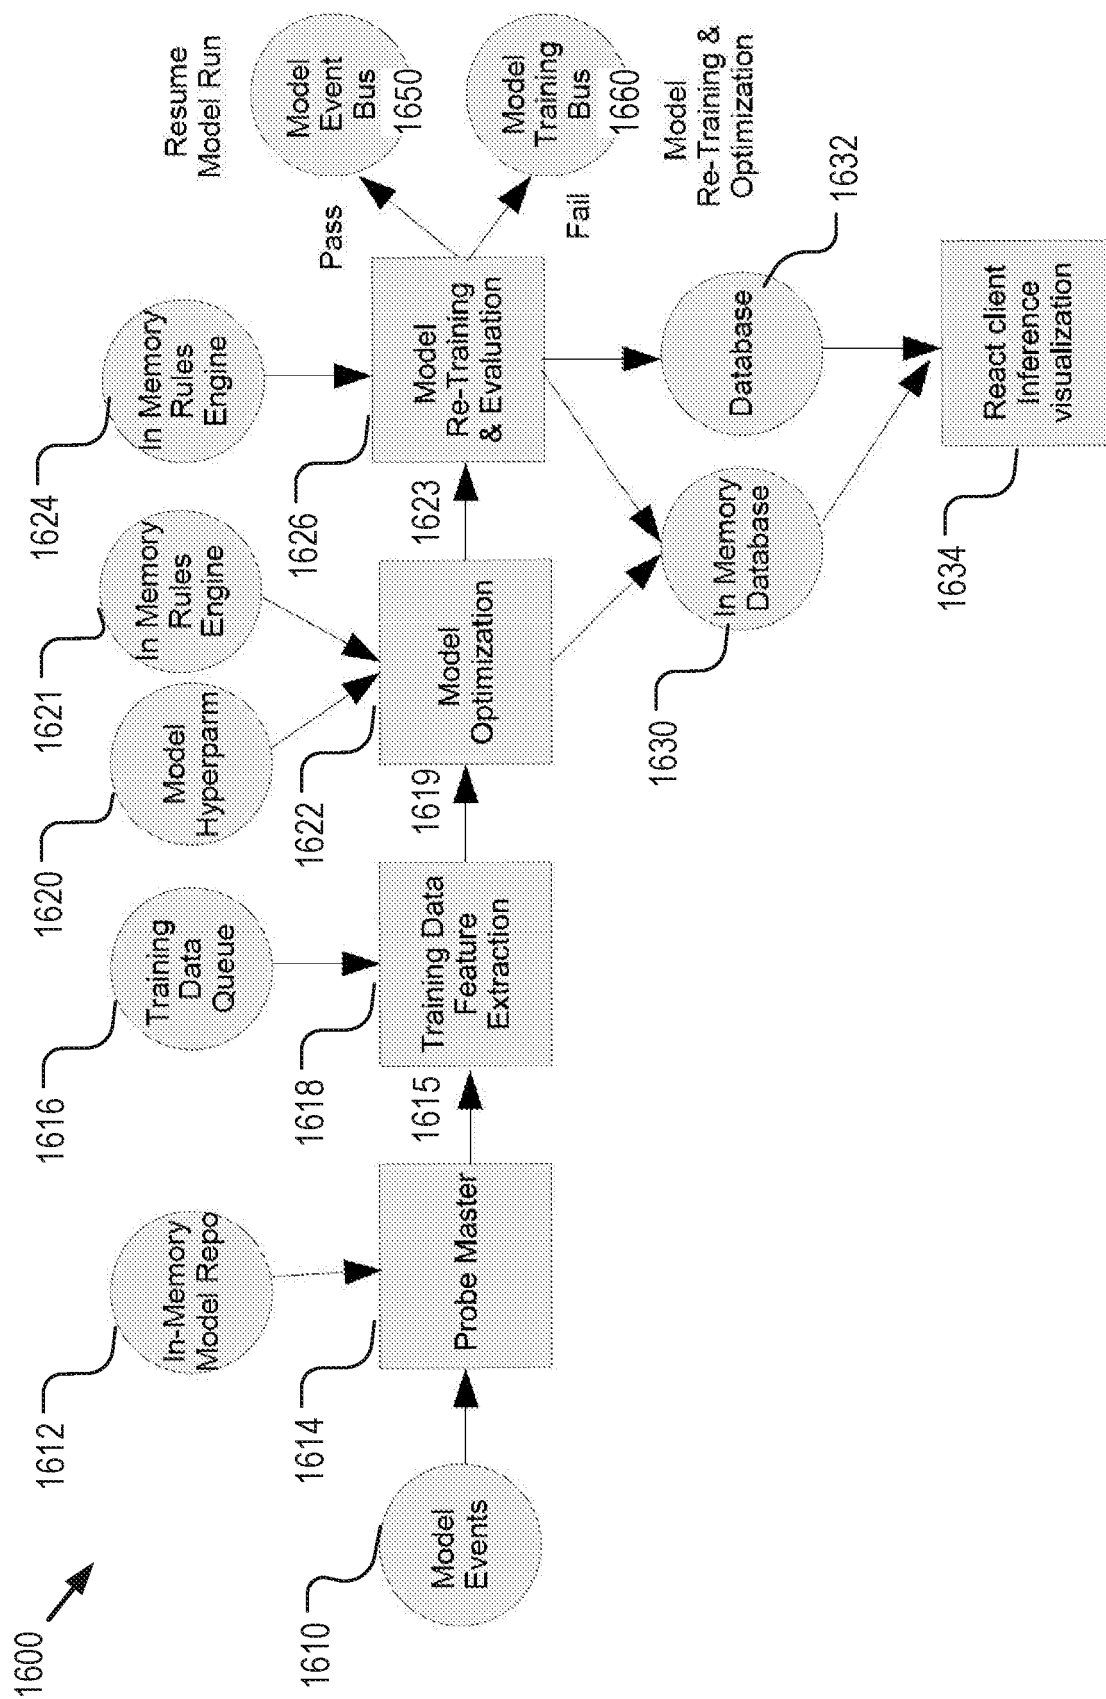 1600
1612
In-Memory
Model Repo
1616
Training
Data
Queue
1620
Model
Hyperparm
1621
In Memory
Rules
Engine
1624
In Memory
Rules
Engine
Resume
Model Run
1610
Model
Events
1614
Probe Master
1615
1618
Training Data
Feature
Extraction
1619
1622
Model
Optimization
1623
1626
Model
Re-Training
& Evaluation
Pass
Model
Event
Bus
1650
Fail
Model
Training
Bus
1660
Model
Re-Training &
Optimization
1630
In Memory
Database
Database
1632
1634
React client
Inference
visualization